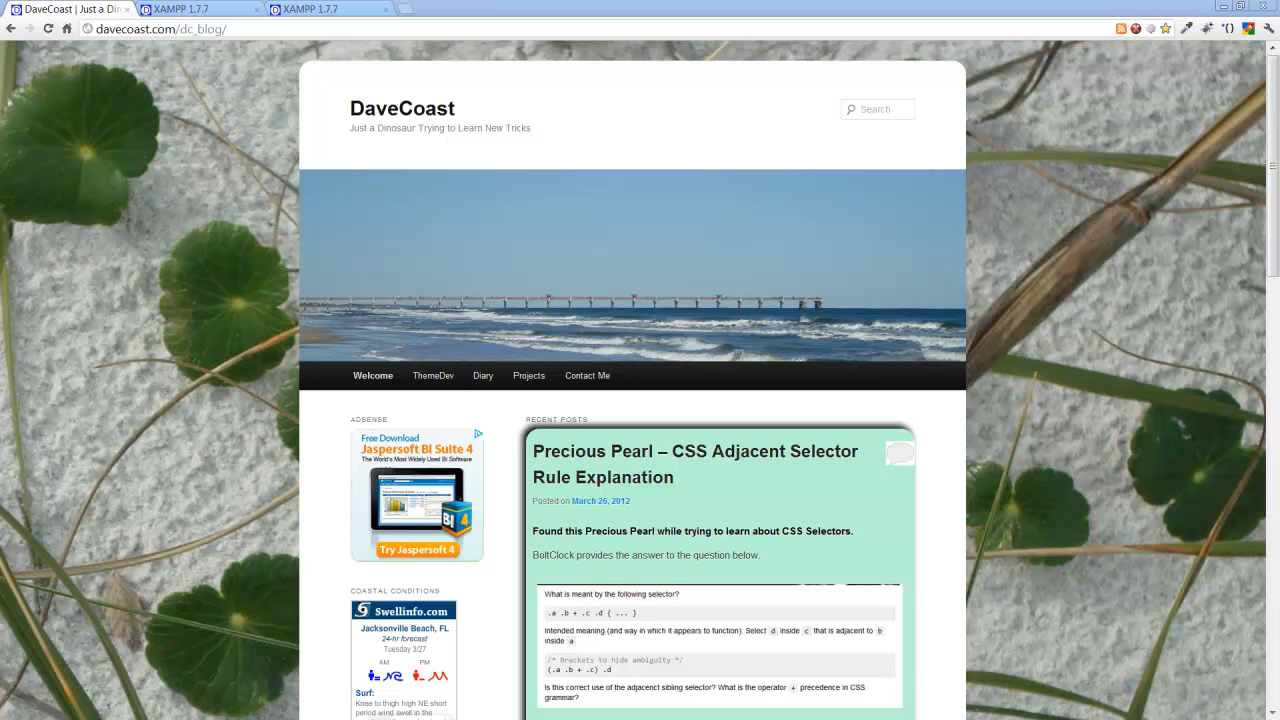 DaveCoast | Just a Din
XAMPP 1.7.7
XAMPP 1.7.7
davecoast.com/dc_blog/
DaveCoast
Just a Dinosaur Trying to Learn New Tricks
Search
Welcome
ThemeDev
Diary
Projects
Contact Me
ADSENSE
Free Download
Jaspersoft BI Suite 4
The World's Most Widely Used BI Software
BI 4
Try Jaspersoft 4
COASTAL CONDITIONS
Swellinfo.com
Jacksonville Beach, FL
24-hr forecast
Tuesday 3/27
AM PM
Surf:
Knee to thigh high NE short
period wind swell in the
RECENT POSTS
Precious Pearl – CSS Adjacent Selector
Rule Explanation
Posted on March 26, 2012
Found this Precious Pearl while trying to learn about CSS Selectors.
BoltClock provides the answer to the question below.
What is meant by the following selector?
.a .b + .c .d { ... }
Intended meaning (and way in which it appears to function): Select d inside c that is adjacent to b
inside a
/* Brackets to hide ambiguity */
(.a .b + .c) .d
Is this correct use of the adjacenct sibling selector? What is the operator + precedence in CSS
grammar?